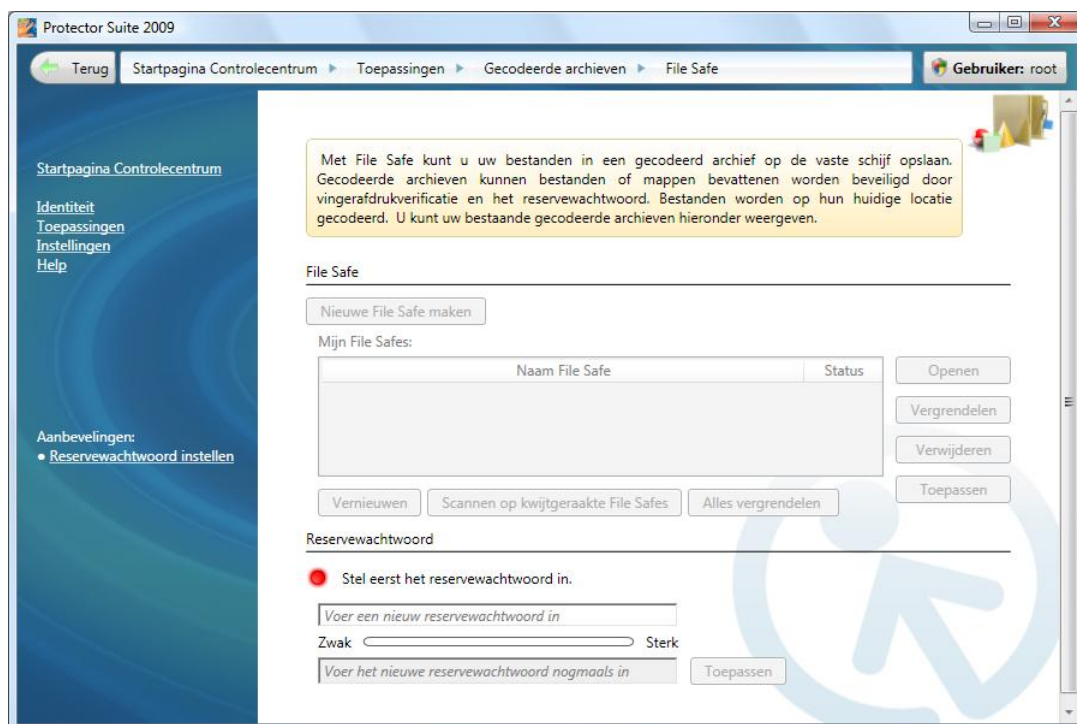 Protector Suite 2009
Terug
Startpagina Controlecentrum
Toepassingen
Gecodeerde archieven
File Safe
Gebruiker: root
Startpagina Controlecentrum
Identiteit
Toepassingen
Instellingen
Help
Aanbevelingen:
Reservewachtwoord instellen
Met File Safe kunt u uw bestanden in een gecodeerd archief op de vaste schijf opslaan.
Gecodeerde archieven kunnen bestanden of mappen bevattenen worden beveiligd door
vingerafdrukverificatie en het reservewachtwoord. Bestanden worden op hun huidige locatie
gecodeerd. U kunt uw bestaande gecodeerde archieven hieronder weergeven.
File Safe
Nieuwe File Safe maken
Mijn File Safes:
Naam File Safe
Status
Openen
Vergrendelen
Verwijderen
Toepassen
Vernieuwen
Scannen op kwijtgeraakte File Safes
Alles vergrendelen
Reservewachtwoord
Stel eerst het reservewachtwoord in.
Voer een nieuw reservewachtwoord in
Zwak
Sterk
Voer het nieuwe reservewachtwoord nogmaals in
Toepassen